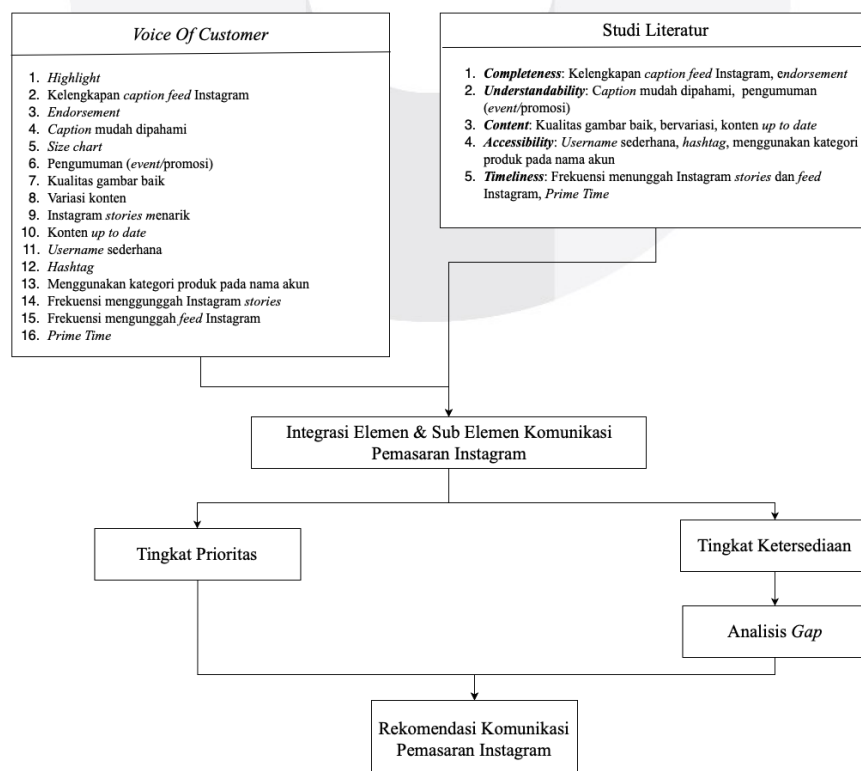 Voice Of Customer
1. Highlight
2. Kelengkapan caption feed Instagram
3. Endorsement
4. Caption mudah dipahami
5. Size chart
6. Pengumuman (event/promosi)
7. Kualitas gambar baik
8. Variasi konten
9. Instagram stories menarik
10. Konten up to date
11. Username sederhana
12. Hashtag
13. Menggunakan kategori produk pada nama akun
14. Frekuensi menggunggah Instagram stories
15. Frekuensi mengunggah feed Instagram
16. Prime Time
Studi Literatur
1. Completeness: Kelengkapan caption feed Instagram, endorsement
2. Understandability: Caption mudah dipahami, pengumuman
(event/promosi)
3. Content: Kualitas gambar baik, bervariasi, konten up to date
4. Accessibility: Username sederhana, hashtag, menggunakan kategori
produk pada nama akun
5. Timeliness: Frekuensi menunggah Instagram stories dan feed
Instagram, Prime Time
Integrasi Elemen & Sub Elemen Komunikasi
Pemasaran Instagram
Tingkat Prioritas
Tingkat Ketersediaan
Analisis Gap
Rekomendasi Komunikasi
Pemasaran Instagram